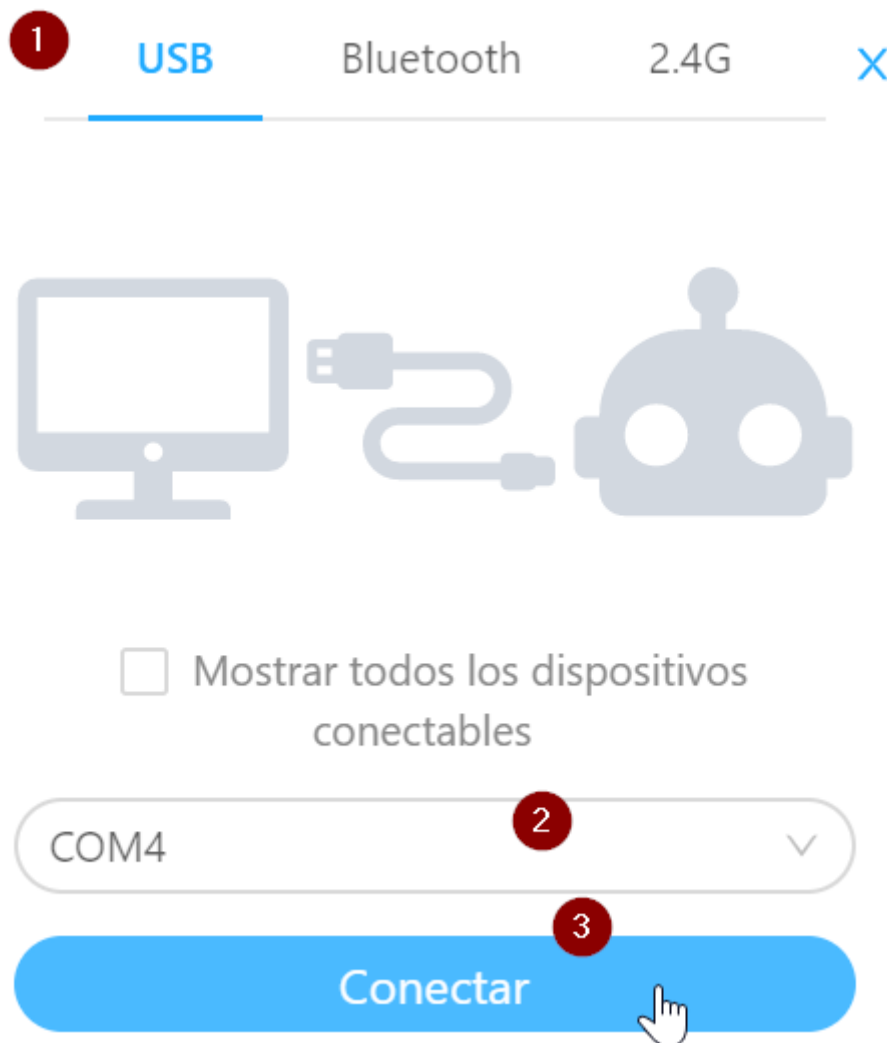 1
USB Bluetooth 2.4G X
Mostrar todos los dispositivos
conectables
2
COM4
3
Conectar